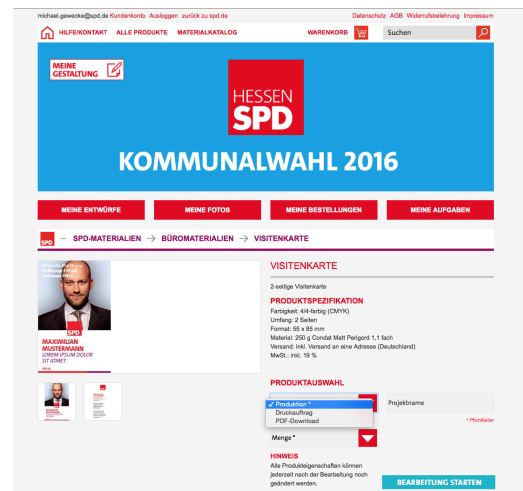 michael.gewecke@spd.de Kundenkonto Ausloggen zurück zu spd.de
Datenschutz AGB Widerrufsbelehrung Impressum
HILFE/KONTAKT ALLE PRODUKTE MATERIALKATALOG
WARENKORB
Suchen
MEINE
GESTALTUNG
HESSEN
SPD
KOMMUNALWAHL 2016
MEINE ENTWÜRFE
MEINE FOTOS
MEINE BESTELLUNGEN
MEINE AUFGABEN
SPD – SPD-MATERIALIEN → BÜROMATERIALIEN → VISITENKARTE
SPD
MAXIMILIAN
MUSTERMANN
LOREM IPSUM DOLOR
SIT ATMET.
VISITENKARTE
2-seitige Visitenkarte
PRODUKTSPEZIFIKATION
Farbigkeit: 4/4-farbig (CMYK)
Umfang: 2 Seiten
Format: 55 x 85 mm
Material: 250 g Condat Matt Perigord 1,1 fach
Versand: inkl. Versand an eine Adresse (Deutschland)
MwSt.: inkl. 19 %
PRODUKTAUSWAHL
✓ Produktion *
Druckauftrag
PDF-Download
Projektname
* Pflichtfelder
Menge *
HINWEIS
Alle Produkteigenschaften können
jederzeit nach der Bearbeitung noch
geändert werden.
BEARBEITUNG STARTEN